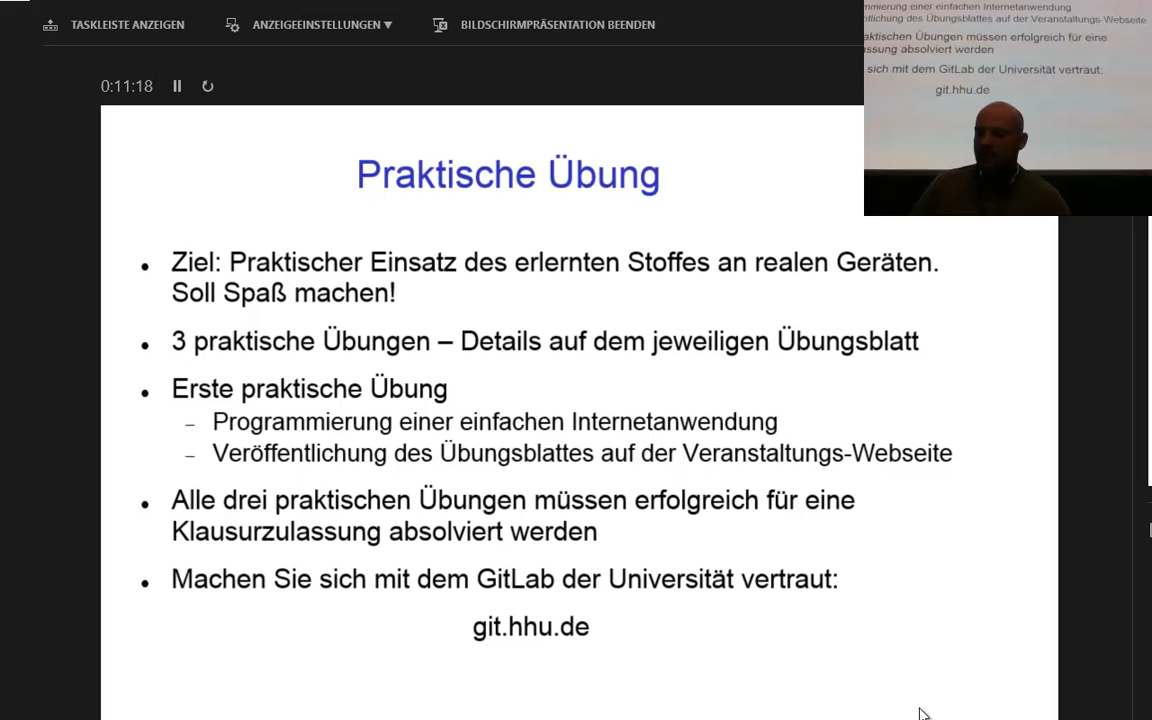 TASKLEISTE ANZEIGEN
ANZEIGEEINSTELLUNGEN ▼
BILDSCHIRMPRÄSENTATION BEENDEN
0:11:18
Praktische Übung
• Ziel: Praktischer Einsatz des erlernten Stoffes an realen Geräten.
Soll Spaß machen!
• 3 praktische Übungen – Details auf dem jeweiligen Übungsblatt
• Erste praktische Übung
– Programmierung einer einfachen Internetanwendung
– Veröffentlichung des Übungsblattes auf der Veranstaltungs-Webseite
• Alle drei praktischen Übungen müssen erfolgreich für eine
Klausurzulassung absolviert werden
• Machen Sie sich mit dem GitLab der Universität vertraut:
git.hhu.de
einer einfachen Internetanwendung
des Übungsblattes auf der Veranstaltungs-Webseite
Übungen müssen erfolgreich für eine
absolviert werden
sich mit dem GitLab der Universität vertraut:
git.hhu.de